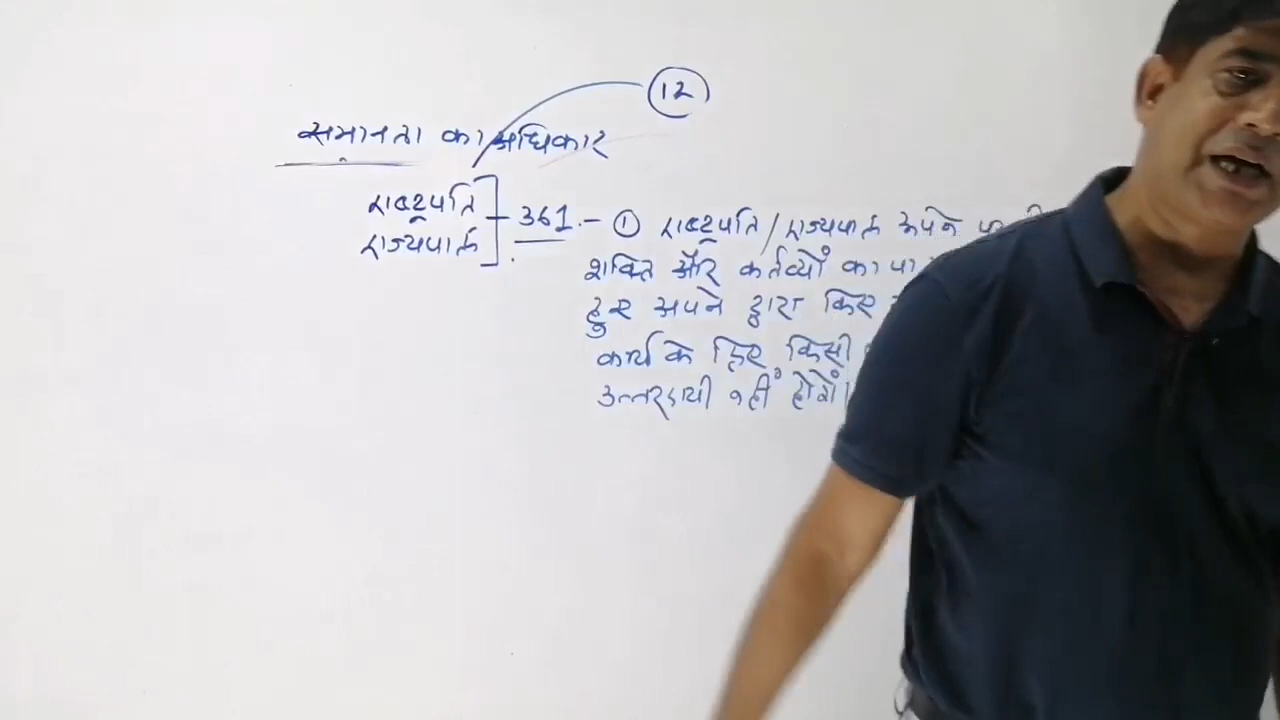 12
समानता का अधिकार
राष्ट्रपति
राज्यपाल
361. - ① राष्ट्रपति / राज्यपाल अपने
शक्ति और कर्तव्यों का पा
हुए अपने द्वारा किए
कार्य के लिए किसी
उत्तरदायी नहीं होगें।